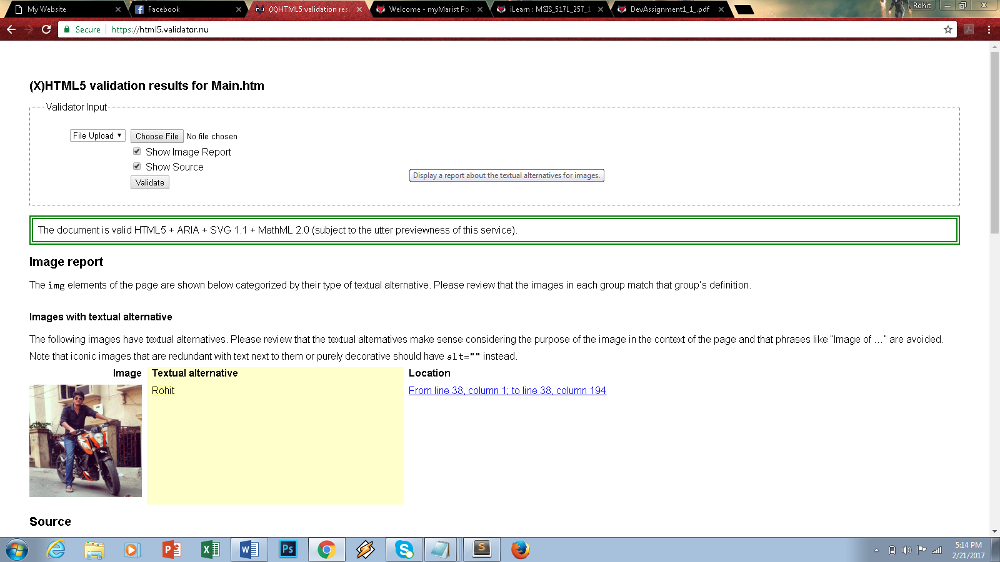 My Website
Facebook
(X)HTML5 validation resu
Welcome - myMarist Po
iLearn : MSIS_517L_257_1
DevAssignment1_1_.pdf
Rohit
Secure
https://html5.validator.nu
(X)HTML5 validation results for Main.htm
Validator Input
File Upload
Choose File No file chosen
Show Image Report
Show Source
Display a report about the textual alternatives for images.
Validate
The document is valid HTML5 + ARIA + SVG 1.1 + MathML 2.0 (subject to the utter previewness of this service).
Image report
The img elements of the page are shown below categorized by their type of textual alternative. Please review that the images in each group match that group's definition.
Images with textual alternative
The following images have textual alternatives. Please review that the textual alternatives make sense considering the purpose of the image in the context of the page and that phrases like “Image of …” are avoided.
Note that iconic images that are redundant with text next to them or purely decorative should have alt="" instead.
Image Textual alternative Location
Rohit From line 38, column 1; to line 38, column 194
Source
5:14 PM
2/21/2017